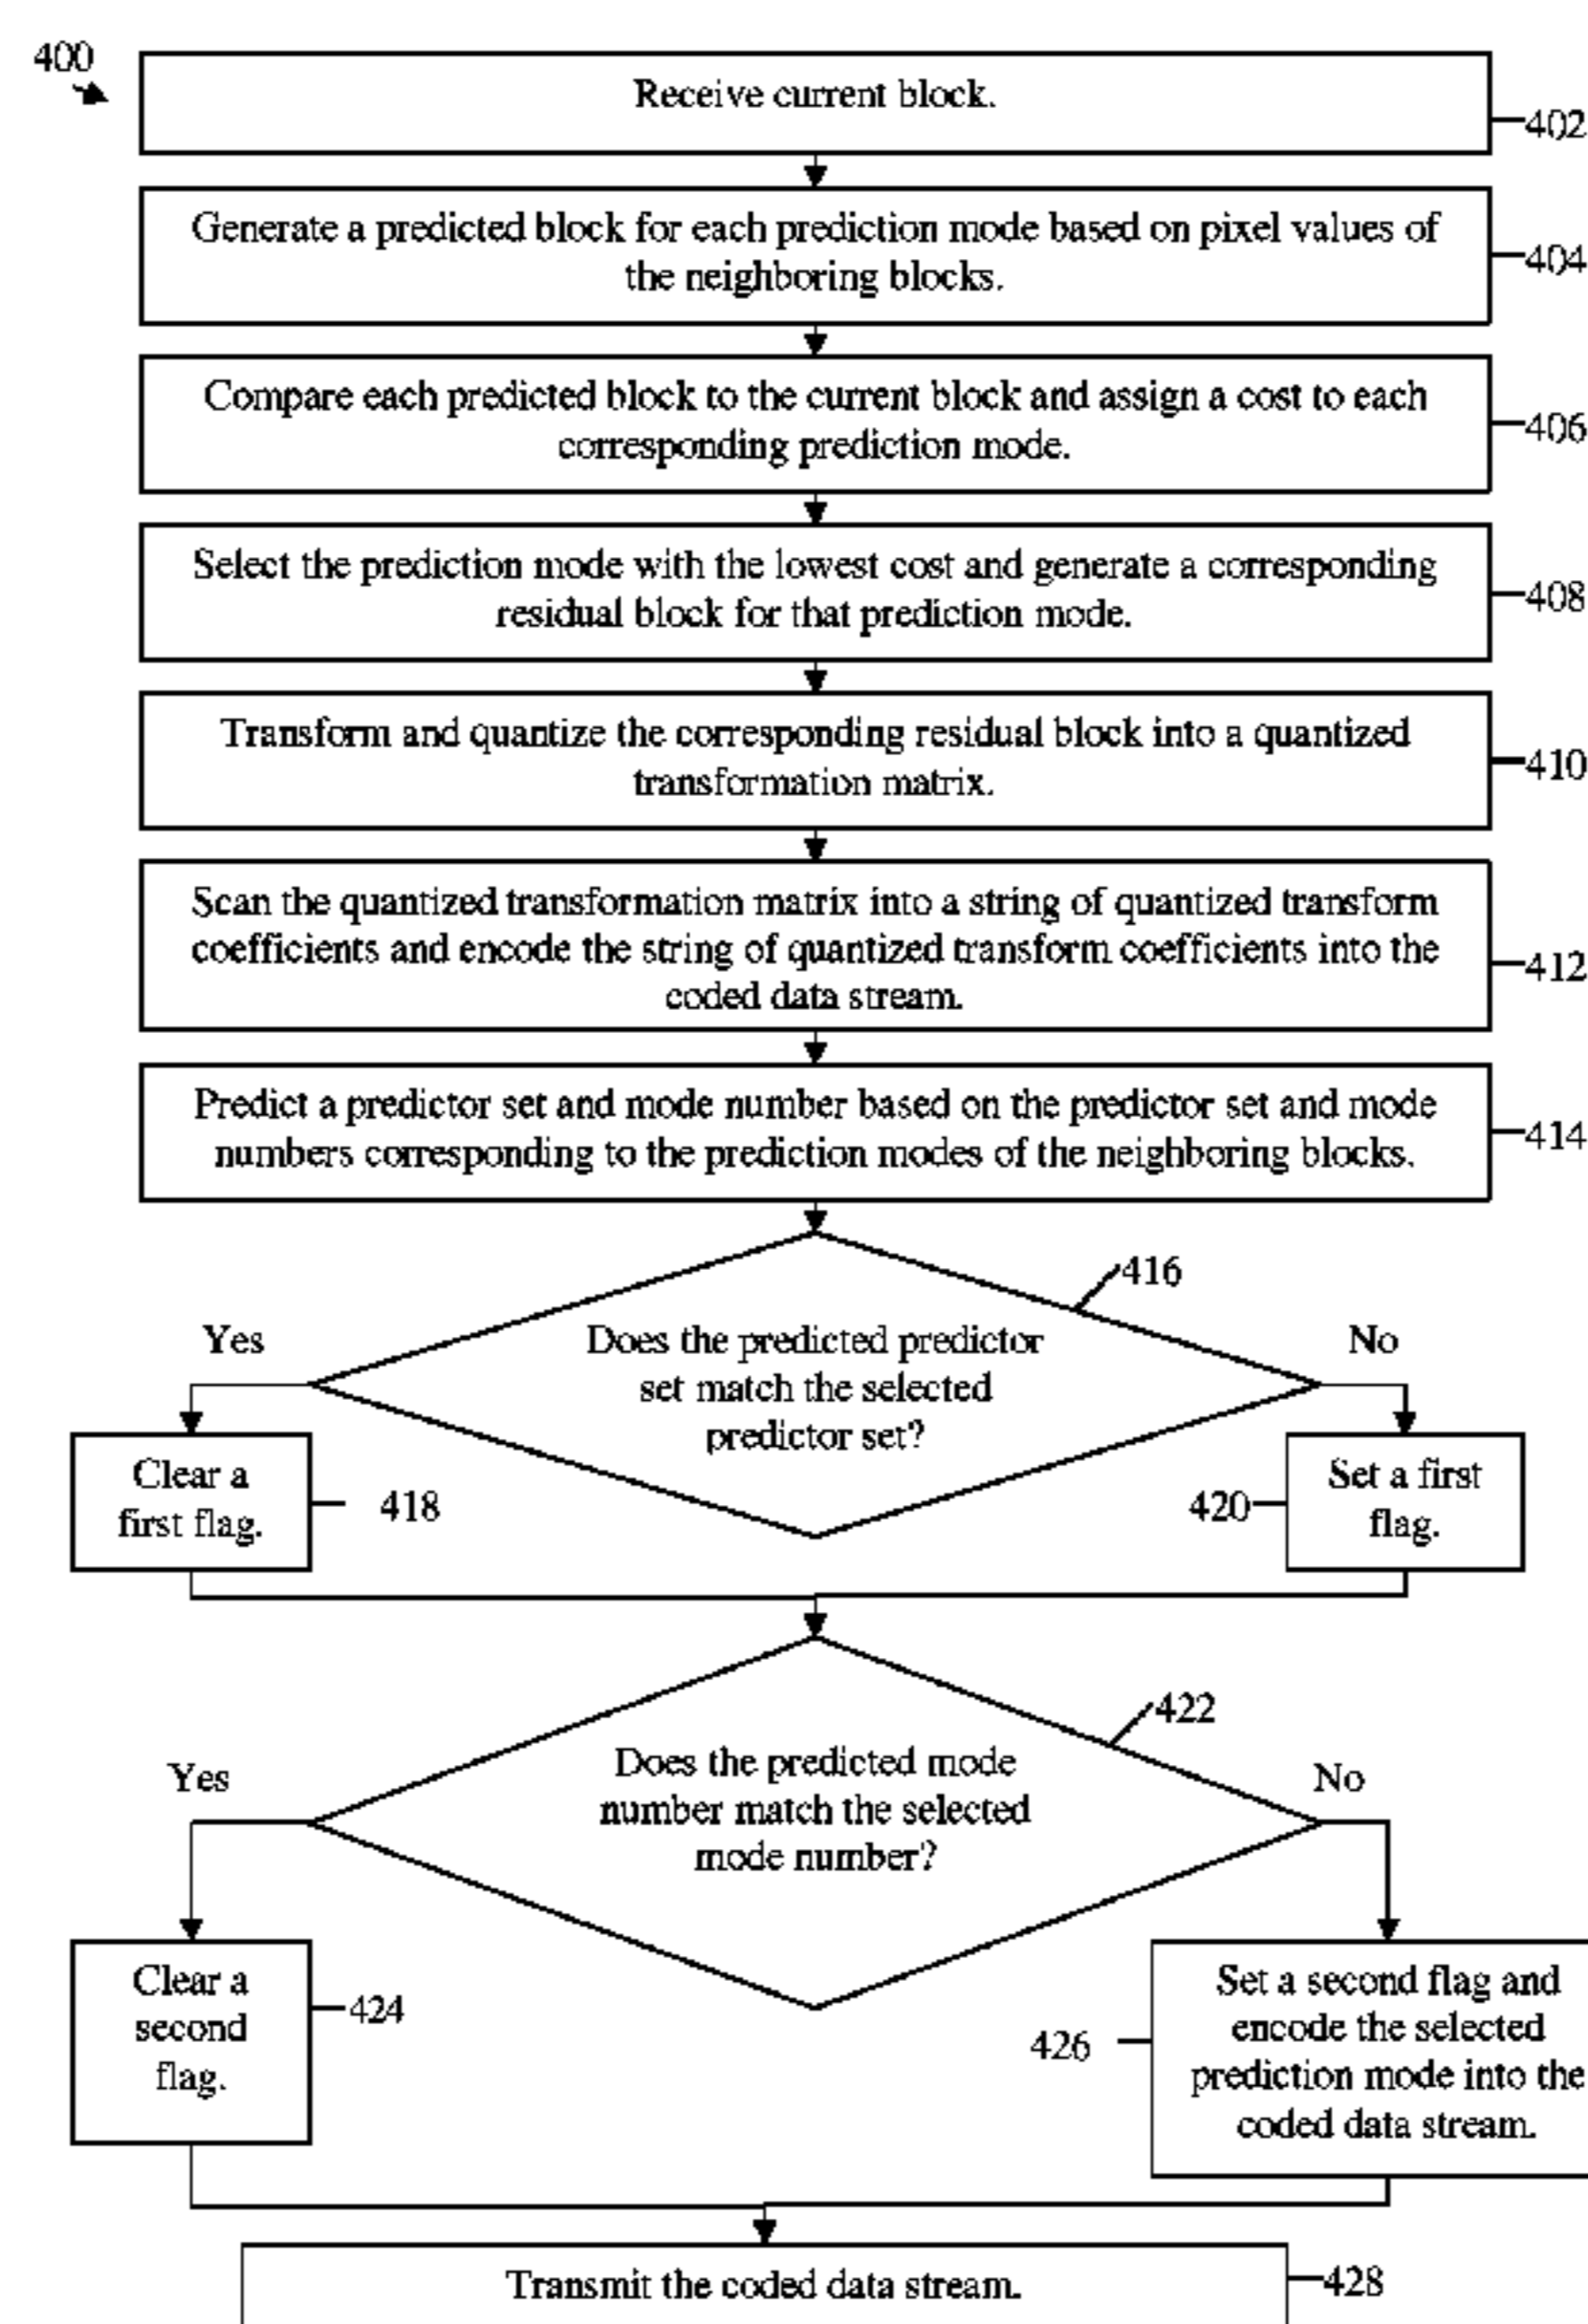 400
Receive current block.
402
Generate a predicted block for each prediction mode based on pixel values of
the neighboring blocks.
404
Compare each predicted block to the current block and assign a cost to each
corresponding prediction mode.
406
Select the prediction mode with the lowest cost and generate a corresponding
residual block for that prediction mode.
408
Transform and quantize the corresponding residual block into a quantized
transformation matrix.
410
Scan the quantized transformation matrix into a string of quantized transform
coefficients and encode the string of quantized transform coefficients into the
coded data stream.
412
Predict a predictor set and mode number based on the predictor set and mode
numbers corresponding to the prediction modes of the neighboring blocks.
414
416
Yes
Does the predicted predictor
set match the selected
predictor set?
No
Clear a
first flag.
418
420
Set a first
flag.
422
Yes
Does the predicted mode
number match the selected
mode number?
No
Clear a
second
flag.
424
426
Set a second flag and
encode the selected
prediction mode into the
coded data stream.
Transmit the coded data stream.
428